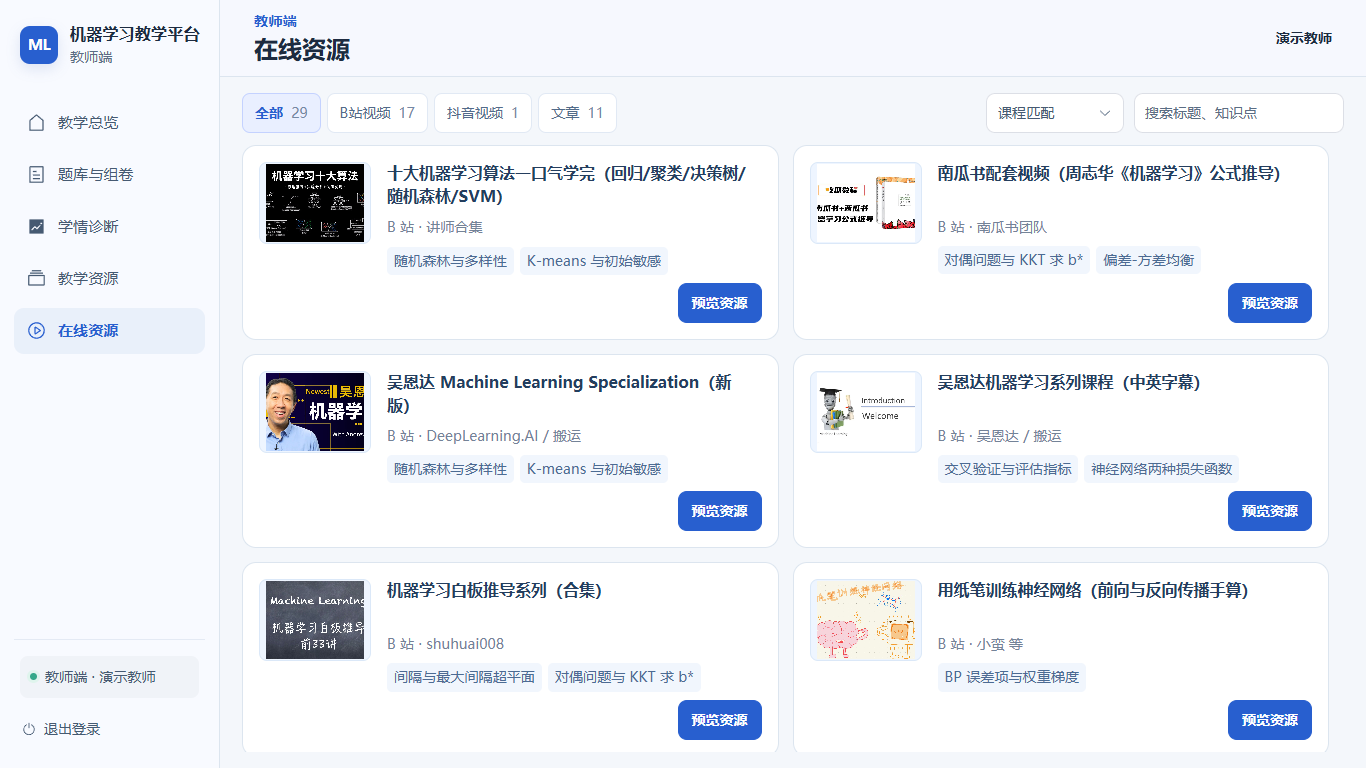 ML
机器学习教学平台
教师端
教学总览
题库与组卷
学情诊断
教学资源
在线资源
教师端 · 演示教师
退出登录
教师端
在线资源
演示教师
全部 29
B站视频 17
抖音视频 1
文章 11
课程匹配
搜索标题、知识点
机器学习十大算法
十大机器学习算法一口气学完（回归/聚类/决策树/
随机森林/SVM）
B 站 · 讲师合集
随机森林与多样性
K-means 与初始敏感
预览资源
南瓜书配套视频（周志华《机器学习》公式推导）
B 站 · 南瓜书团队
对偶问题与 KKT 求 b*
偏差-方差均衡
预览资源
Newest
吴恩
机器学
with Andrew
吴恩达 Machine Learning Specialization（新
版）
B 站 · DeepLearning.AI / 搬运
随机森林与多样性
K-means 与初始敏感
预览资源
Introduction
Welcome
吴恩达机器学习系列课程（中英字幕）
B 站 · 吴恩达 / 搬运
交叉验证与评估指标
神经网络两种损失函数
预览资源
Machine Learning
机器学习白板推导
前33讲
机器学习白板推导系列（合集）
B 站 · shuhuai008
间隔与最大间隔超平面
对偶问题与 KKT 求 b*
预览资源
用纸笔训练神经网络（前向与反向传播手算）
B 站 · 小蛮 等
BP 误差项与权重梯度
预览资源